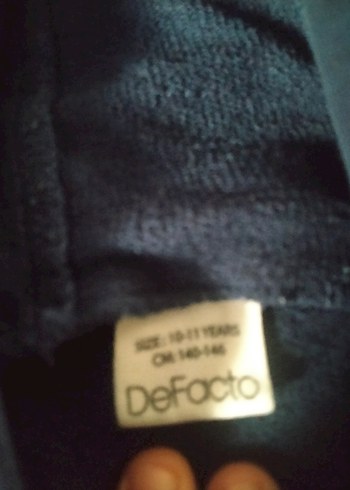 SIZE: 10-11 YEARS
CM: 140-146
DeFacto